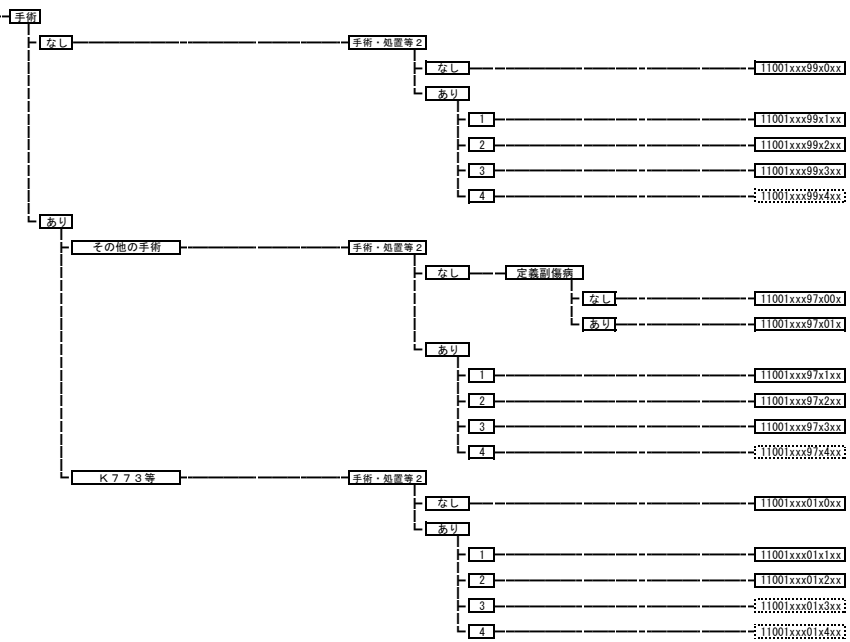 手術
なし 手術・処置等2
なし 11001xxx99x0xx
あり
1 11001xxx99x1xx
2 11001xxx99x2xx
3 11001xxx99x3xx
4 11001xxx99x4xx
あり
その他の手術 手術・処置等2
なし 定義副傷病
なし 11001xxx97x00x
あり 11001xxx97x01x
あり
1 11001xxx97x1xx
2 11001xxx97x2xx
3 11001xxx97x3xx
4 11001xxx97x4xx
K773等 手術・処置等2
なし 11001xxx01x0xx
あり
1 11001xxx01x1xx
2 11001xxx01x2xx
3 11001xxx01x3xx
4 11001xxx01x4xx